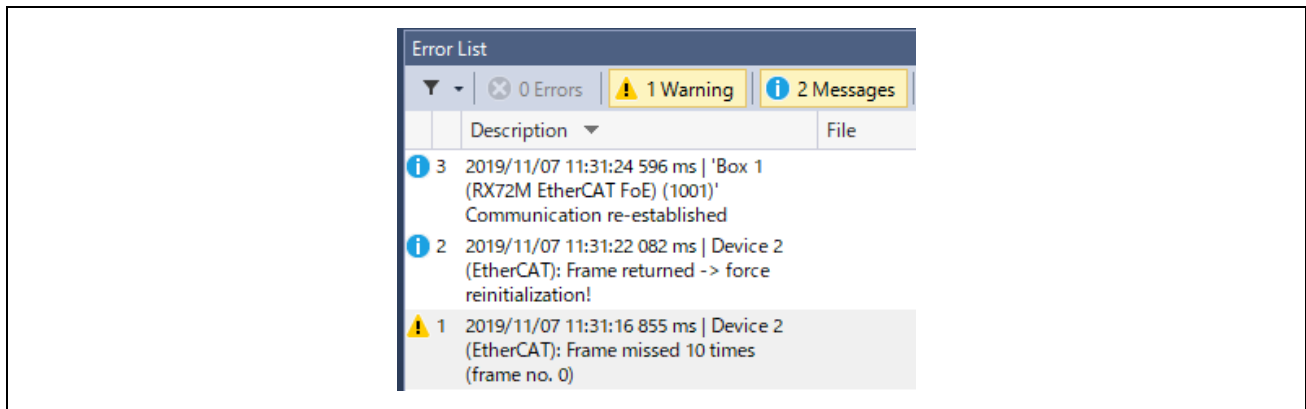 Error List
0 Errors 1 Warning 2 Messages
Description File
3 2019/11/07 11:31:24 596 ms | 'Box 1
(RX72M EtherCAT FoE) (1001)'
Communication re-established
2 2019/11/07 11:31:22 082 ms | Device 2
(EtherCAT): Frame returned -> force
reinitialization!
1 2019/11/07 11:31:16 855 ms | Device 2
(EtherCAT): Frame missed 10 times
(frame no. 0)